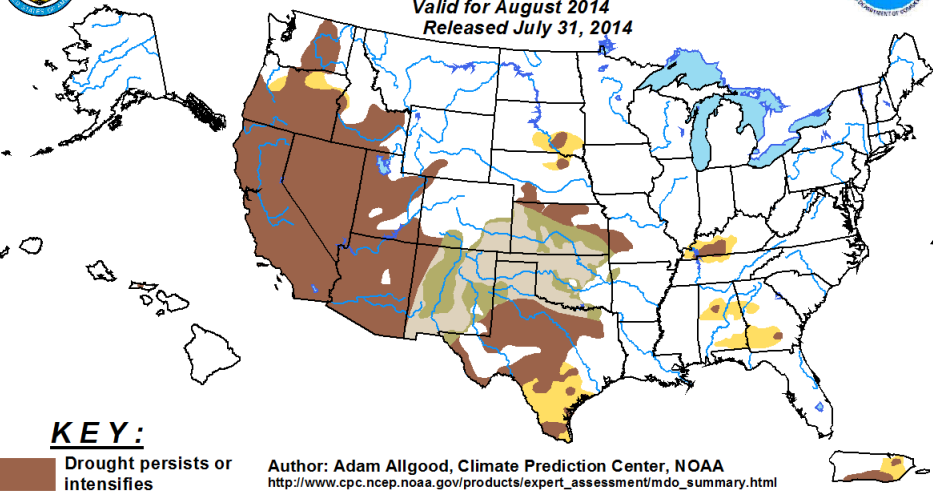 Valid for August 2014
Released July 31, 2014
KEY:
Drought persists or
intensifies
Author: Adam Allgood, Climate Prediction Center, NOAA
http://www.cpc.ncep.noaa.gov/products/expert_assessment/mdo_summary.html